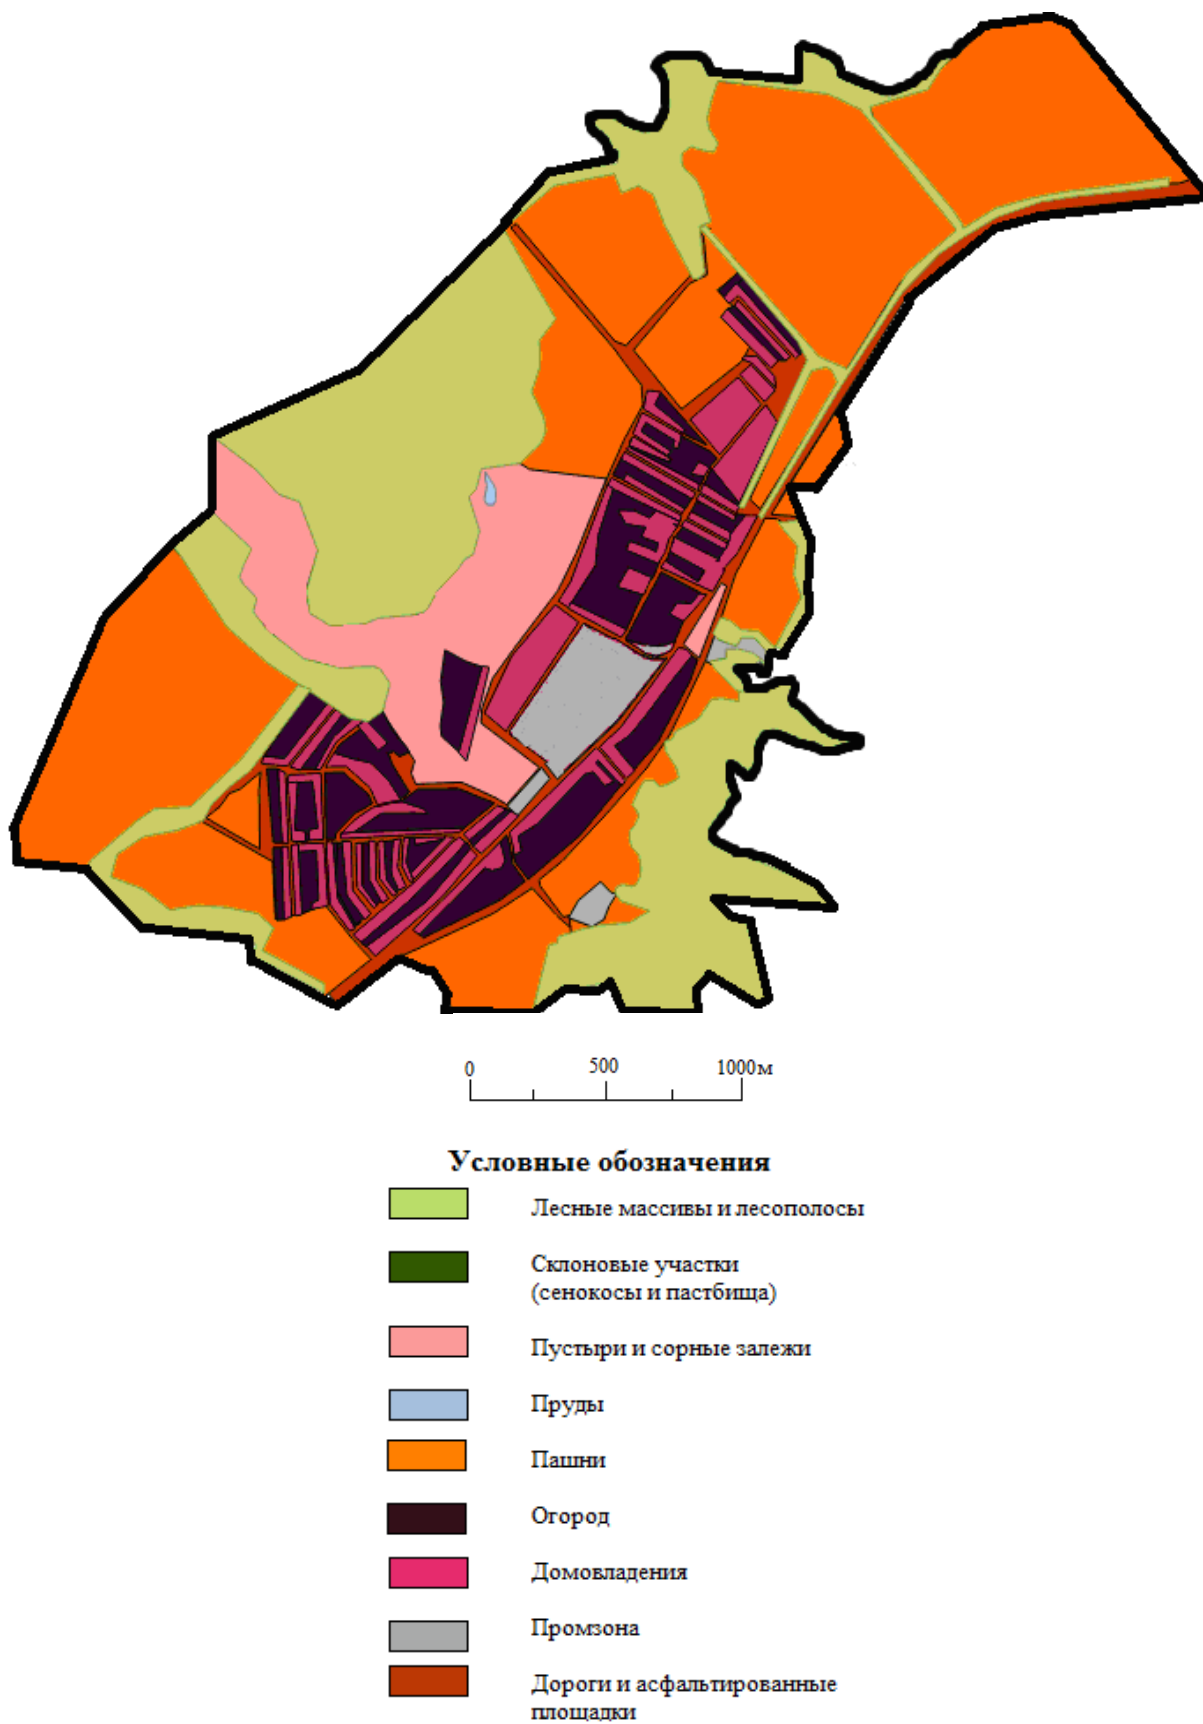 0 500 1000м
Условные обозначения
Лесные массивы и лесополосы
Склоновые участки
(сенокосы и пастбища)
Пустыри и сорные залежи
Пруды
Пашни
Огород
Домовладения
Промзона
Дороги и асфальтированные
площадки